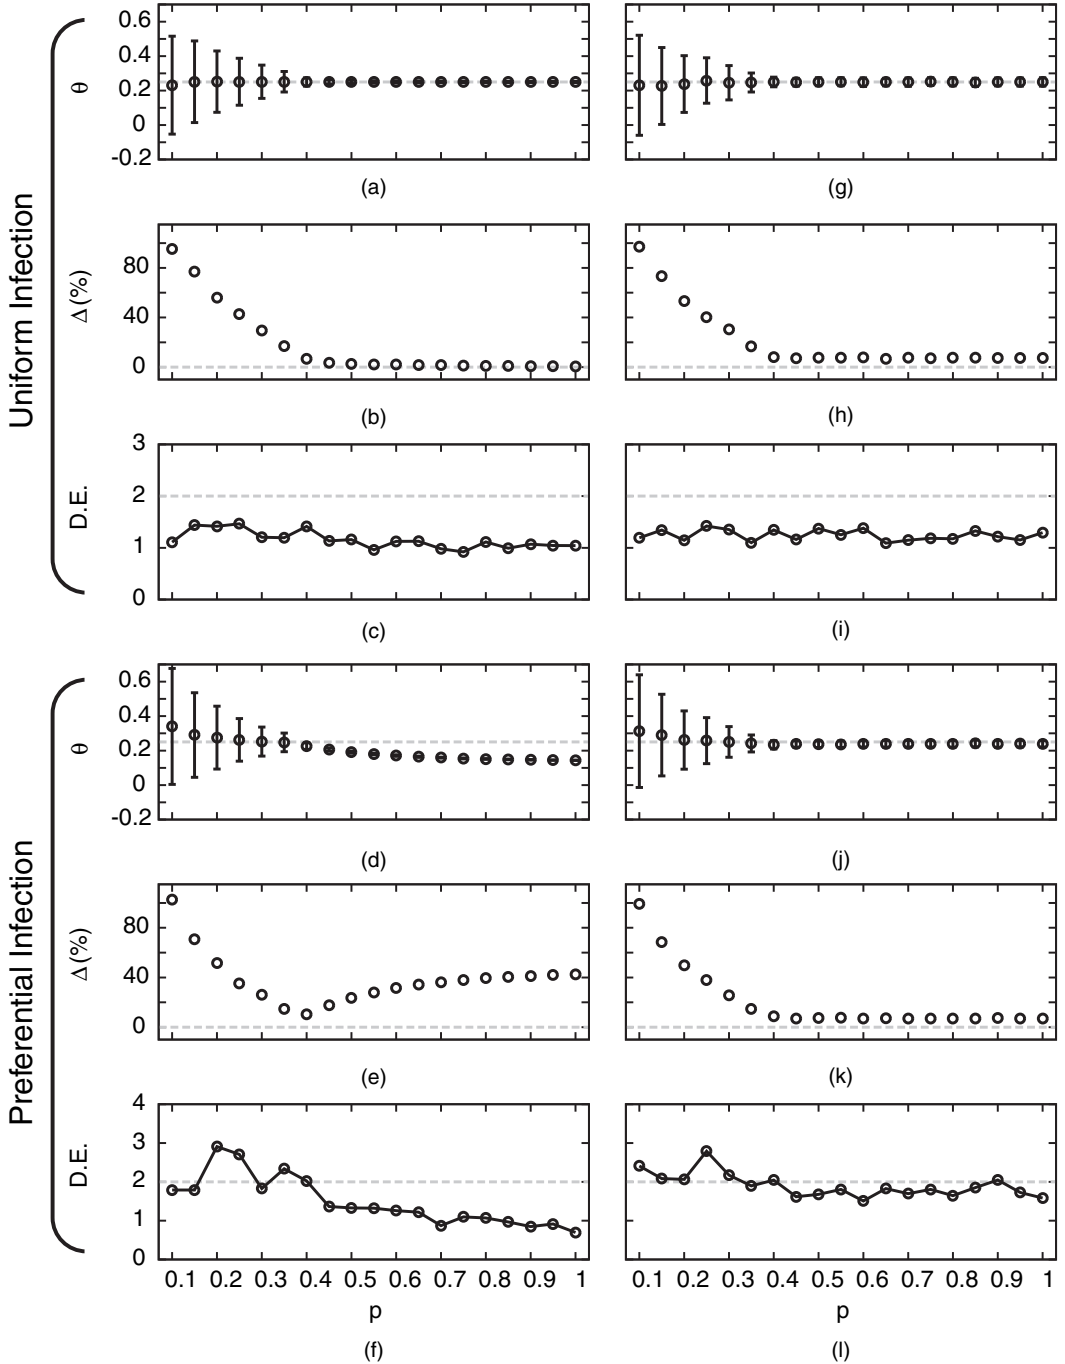 Uniform Infection
θ
0.6
0.4
0.2
0
-0.2
(a)
(g)
Δ(%)
80
40
0
(b)
(h)
D.E.
3
2
1
0
(c)
(i)
Preferential Infection
θ
0.6
0.4
0.2
0
-0.2
(d)
(j)
Δ(%)
80
40
0
(e)
(k)
D.E.
4
3
2
1
0
0.1 0.2 0.3 0.4 0.5 0.6 0.7 0.8 0.9 1
0.1 0.2 0.3 0.4 0.5 0.6 0.7 0.8 0.9 1
p
p
(f)
(l)